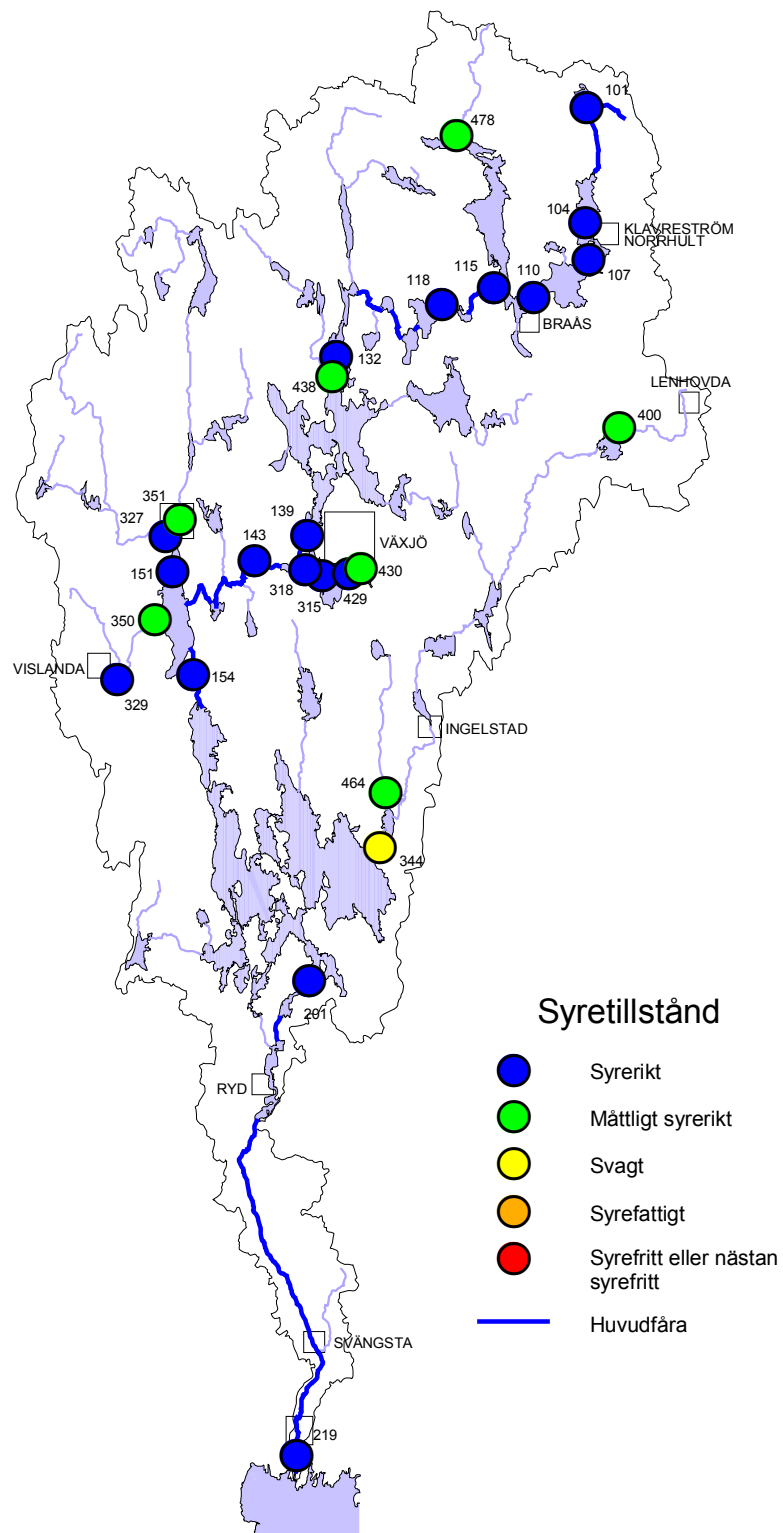 101
478
104
KLAVRESTRÖM
NORRHULT
107
115
110
118
BRAÅS
132
438
LENHOVDA
400
351
327
139
143
VÄXJÖ
151
318
430
315
429
350
VISLANDA
154
329
INGELSTAD
464
344
201
Syretillstånd
Syrerikt
RYD
Måttligt syrerikt
Svagt
Syrefattigt
Syrefritt eller nästan
syrefritt
Huvudfåra
SVÄNGSTA
219